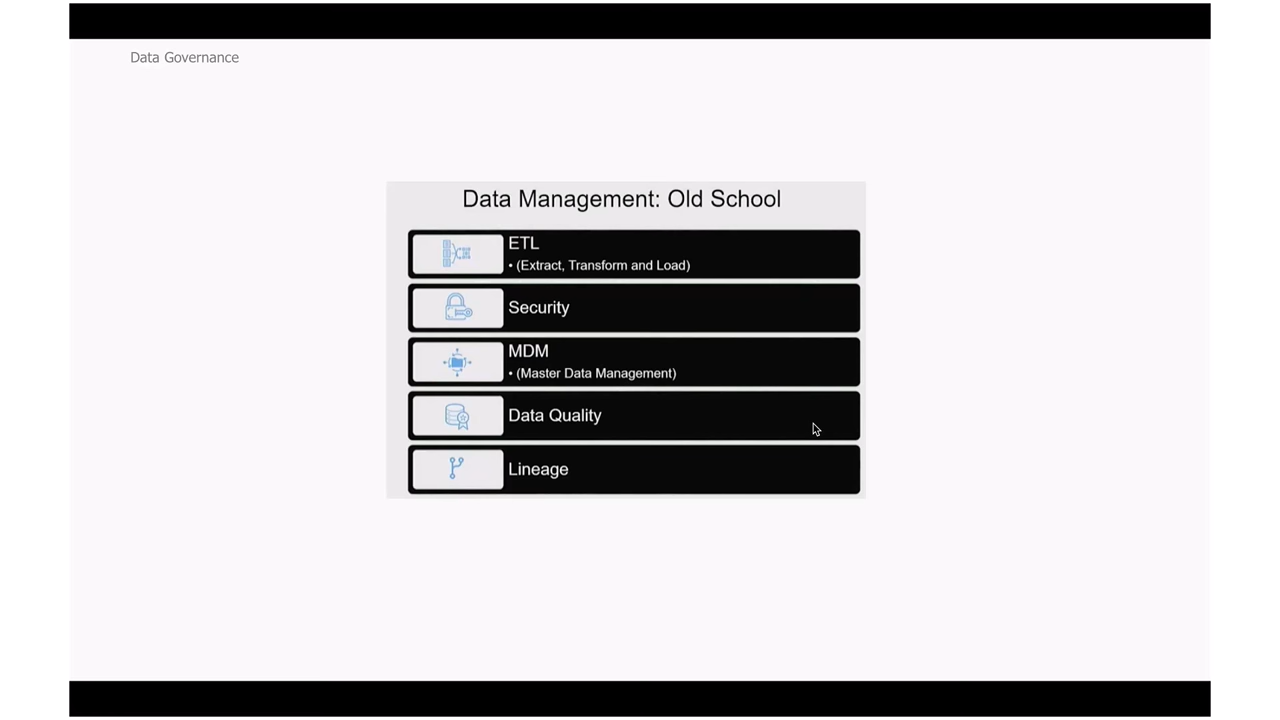 Data Governance
Data Management: Old School
ETL
• (Extract, Transform and Load)
Security
MDM
• (Master Data Management)
Data Quality
Lineage